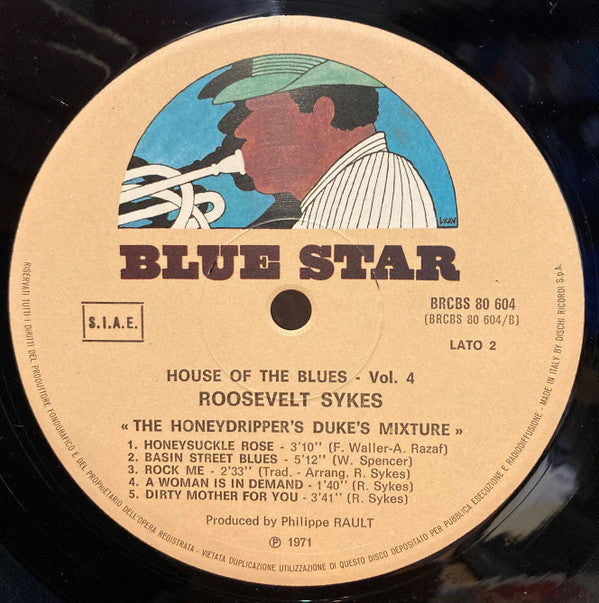 BLUE STAR
BRCBS 80 604
(BRCBS 80 604/B)
S.I.A.E.
LATO 2
HOUSE OF THE BLUES - Vol. 4
ROOSEVELT SYKES
« THE HONEYDRIPPER'S DUKE'S MIXTURE »
1. HONEYSUCKLE ROSE - 3'10'' (F. Waller-A. Razaf)
2. BASIN STREET BLUES - 5'12'' (W. Spencer)
3. ROCK ME - 2'33'' (Trad. - Arrang. R. Sykes)
4. A WOMAN IS IN DEMAND - 1'40'' (R. Sykes)
5. DIRTY MOTHER FOR YOU - 3'41'' (R. Sykes)
Produced by Philippe RAULT
Ⓟ 1971
RISERVATI TUTTI I DIRITTI DEL PRODUTTORE FONOGRAFICO E DEL PROPRIETARIO DELL'OPERA REGISTRATA - VIETATA DUPLICAZIONE UTILIZZAZIONE DI QUESTO DISCO DEPOSITATO PER PUBBLICA ESECUZIONE E RADIODIFFUSIONE. - MADE IN ITALY BY DISCHI RICORDI S.p.A.